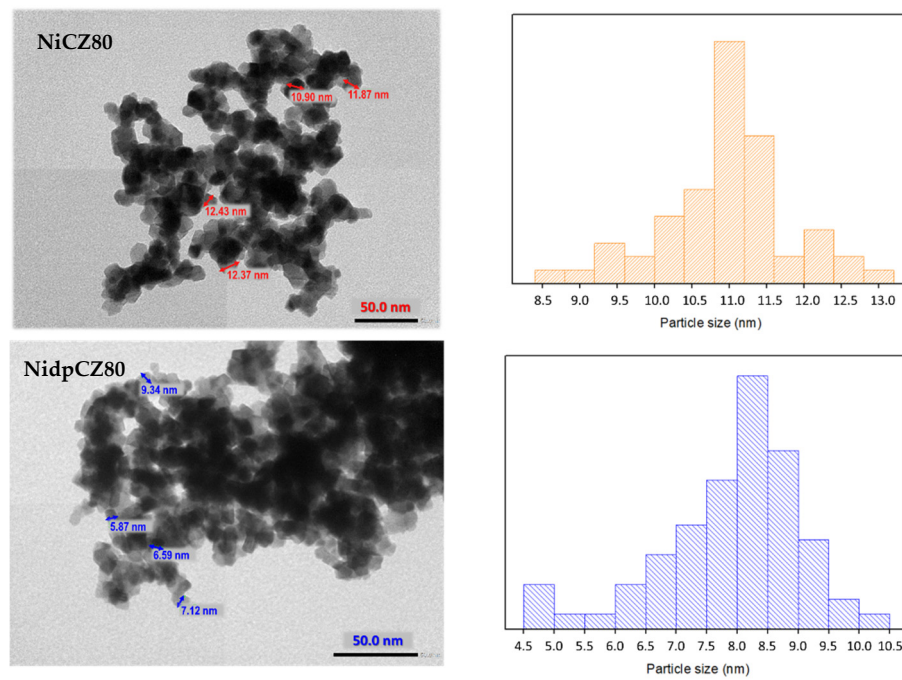 NiCZ80
10.90 nm
11.87 nm
12.43 nm
12.37 nm
50.0 nm
8.5 9.0 9.5 10.0 10.5 11.0 11.5 12.0 12.5 13.0
Particle size (nm)
NidpCZ80
9.34 nm
5.87 nm
6.59 nm
7.12 nm
50.0 nm
4.5 5.0 5.5 6.0 6.5 7.0 7.5 8.0 8.5 9.0 9.5 10.0 10.5
Particle size (nm)